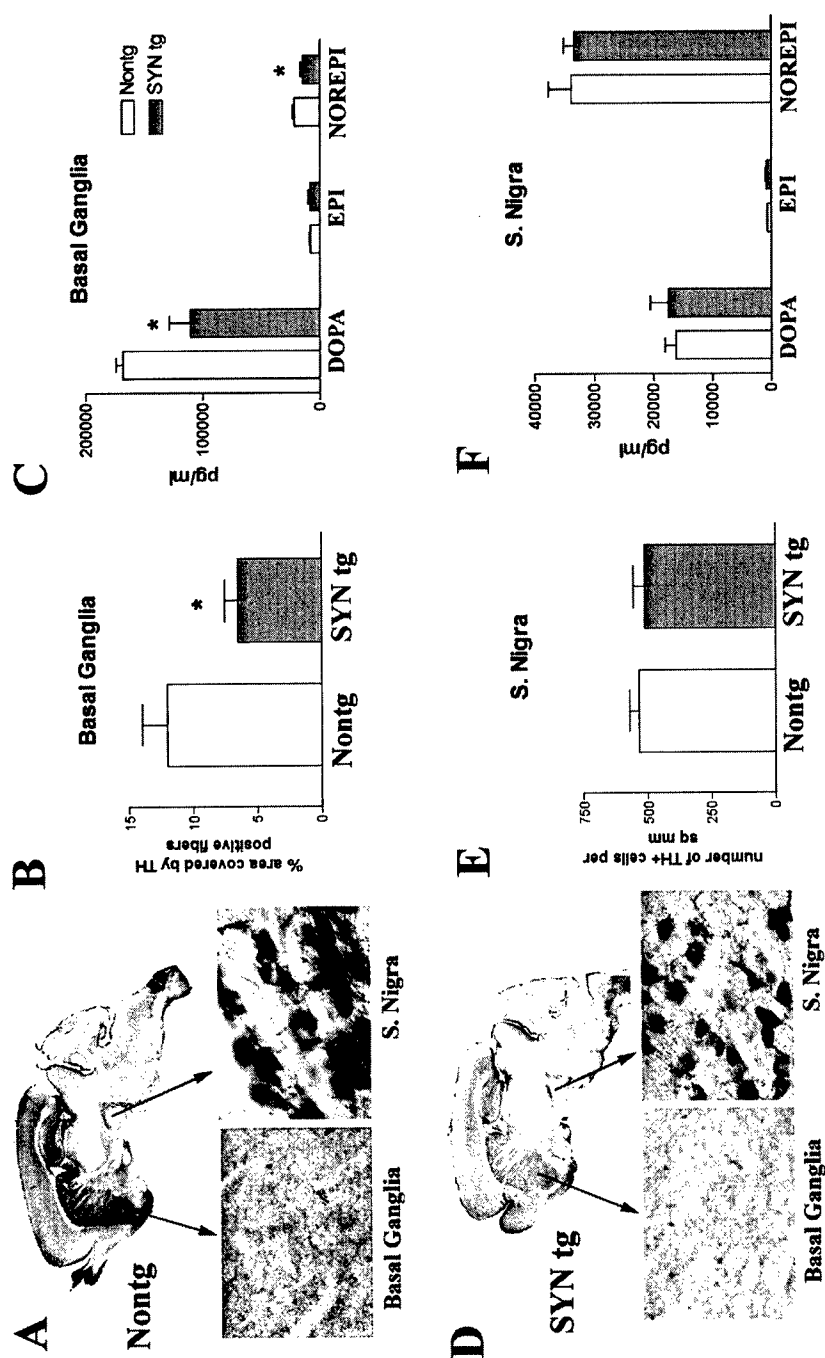 A
Nontg
Basal Ganglia
S. Nigra
B
Basal Ganglia
% area covered by TH
positive fibers
15
10
5
0
*
Nontg
SYN tg
C
Basal Ganglia
Nontg
SYN tg
pg/ml
200000
100000
0
*
*
DOPA
EPI
NOREPI
D
SYN tg
Basal Ganglia
S. Nigra
E
S. Nigra
number of TH+ cells per
sq mm
750
500
250
0
Nontg
SYN tg
F
S. Nigra
pg/ml
40000
30000
20000
10000
0
DOPA
EPI
NOREPI